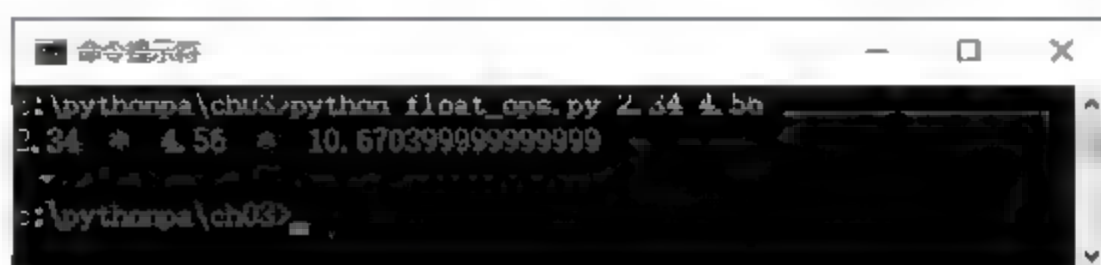 命令提示符
c:\pythonpa\ch03>python float_ops.py 2.34 4.56
2.34 * 4.56 = 10.670399999999999
c:\pythonpa\ch03>